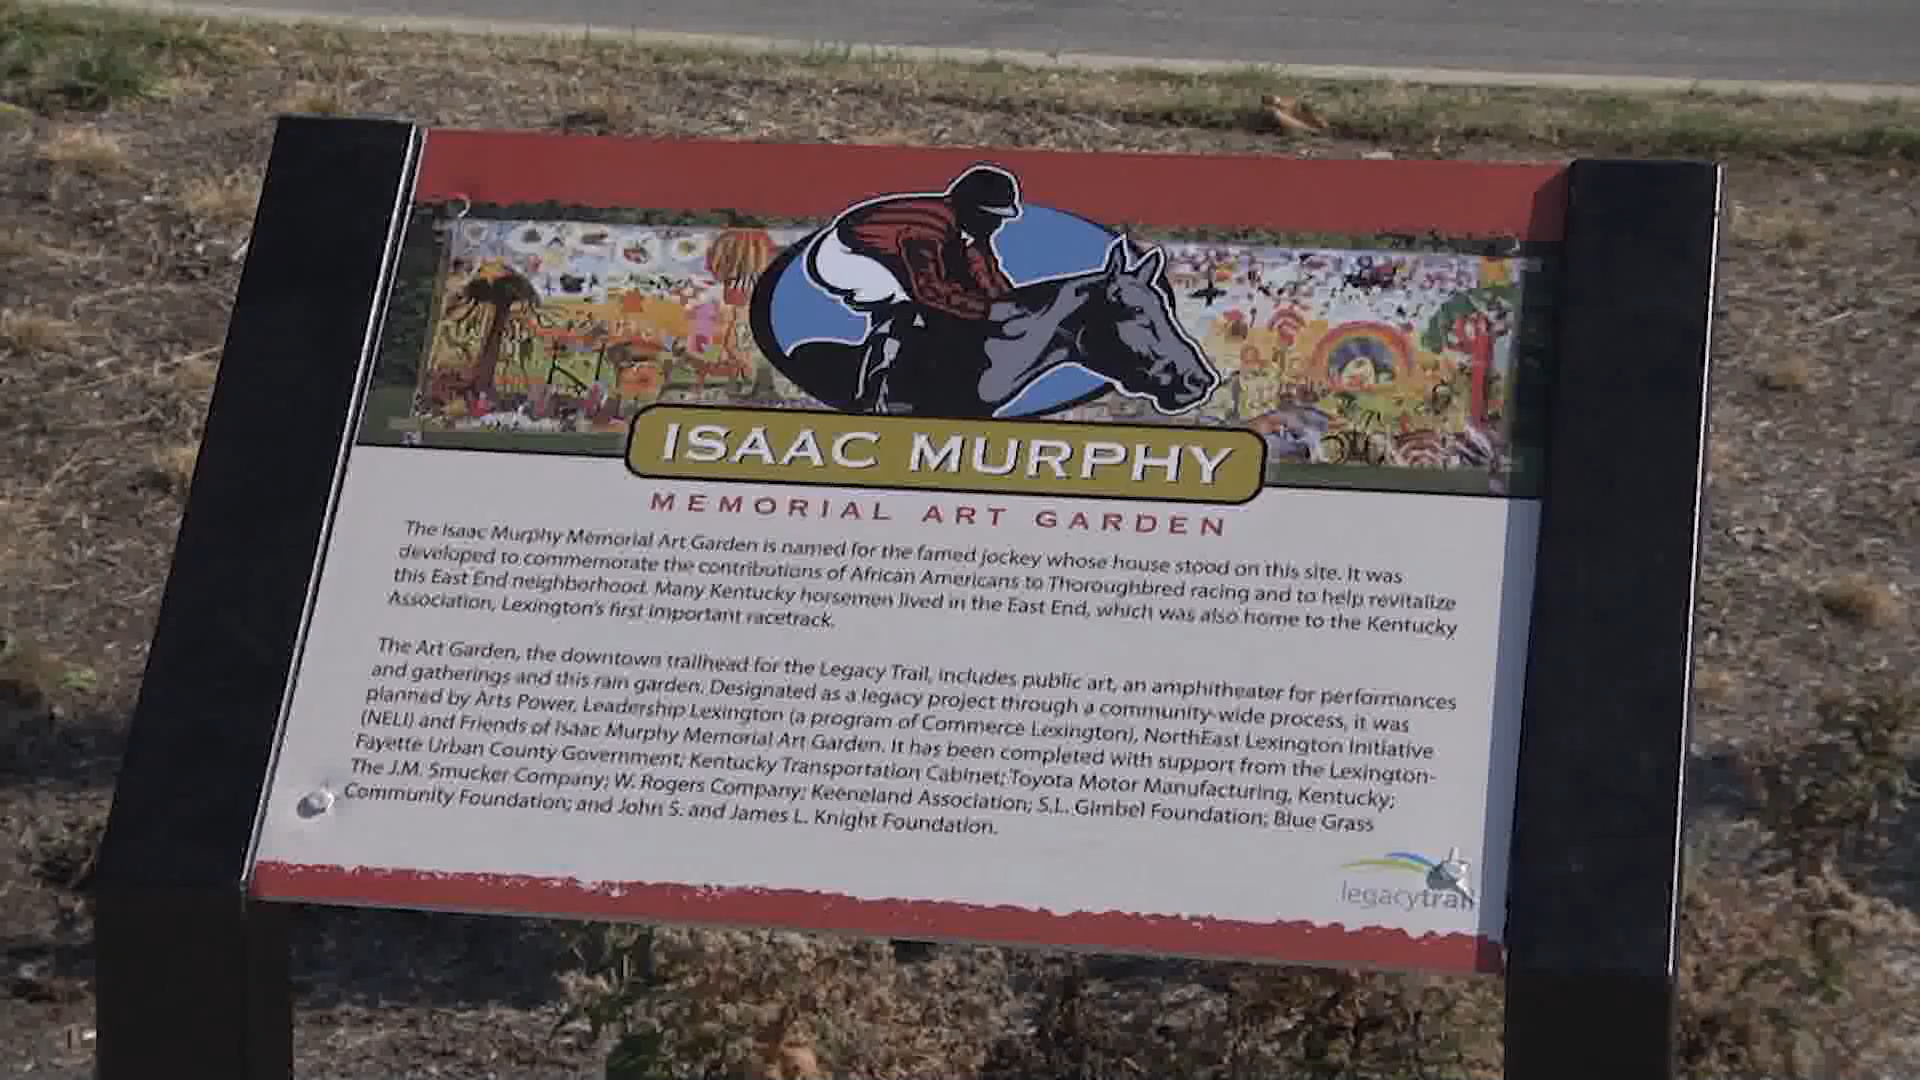 ISAAC MURPHY
MEMORIAL ART GARDEN
The Isaac Murphy Memorial Art Garden is named for the famed jockey whose house stood on this site. It was
developed to commemorate the contributions of African Americans to Thoroughbred racing and to help revitalize
this East End neighborhood. Many Kentucky horsemen lived in the East End, which was also home to the Kentucky
Association, Lexington's first important racetrack.
The Art Garden, the downtown trailhead for the Legacy Trail, includes public art, an amphitheater for performances
and gatherings and this rain garden. Designated as a legacy project through a community-wide process, it was
planned by Arts Power, Leadership Lexington (a program of Commerce Lexington), NorthEast Lexington Initiative
(NELI) and Friends of Isaac Murphy Memorial Art Garden. It has been completed with support from the Lexington-
Fayette Urban County Government; Kentucky Transportation Cabinet; Toyota Motor Manufacturing, Kentucky;
The J.M. Smucker Company; W. Rogers Company; Keeneland Association; S.L. Gimbel Foundation; Blue Grass
Community Foundation; and John S. and James L. Knight Foundation.
legacytrail